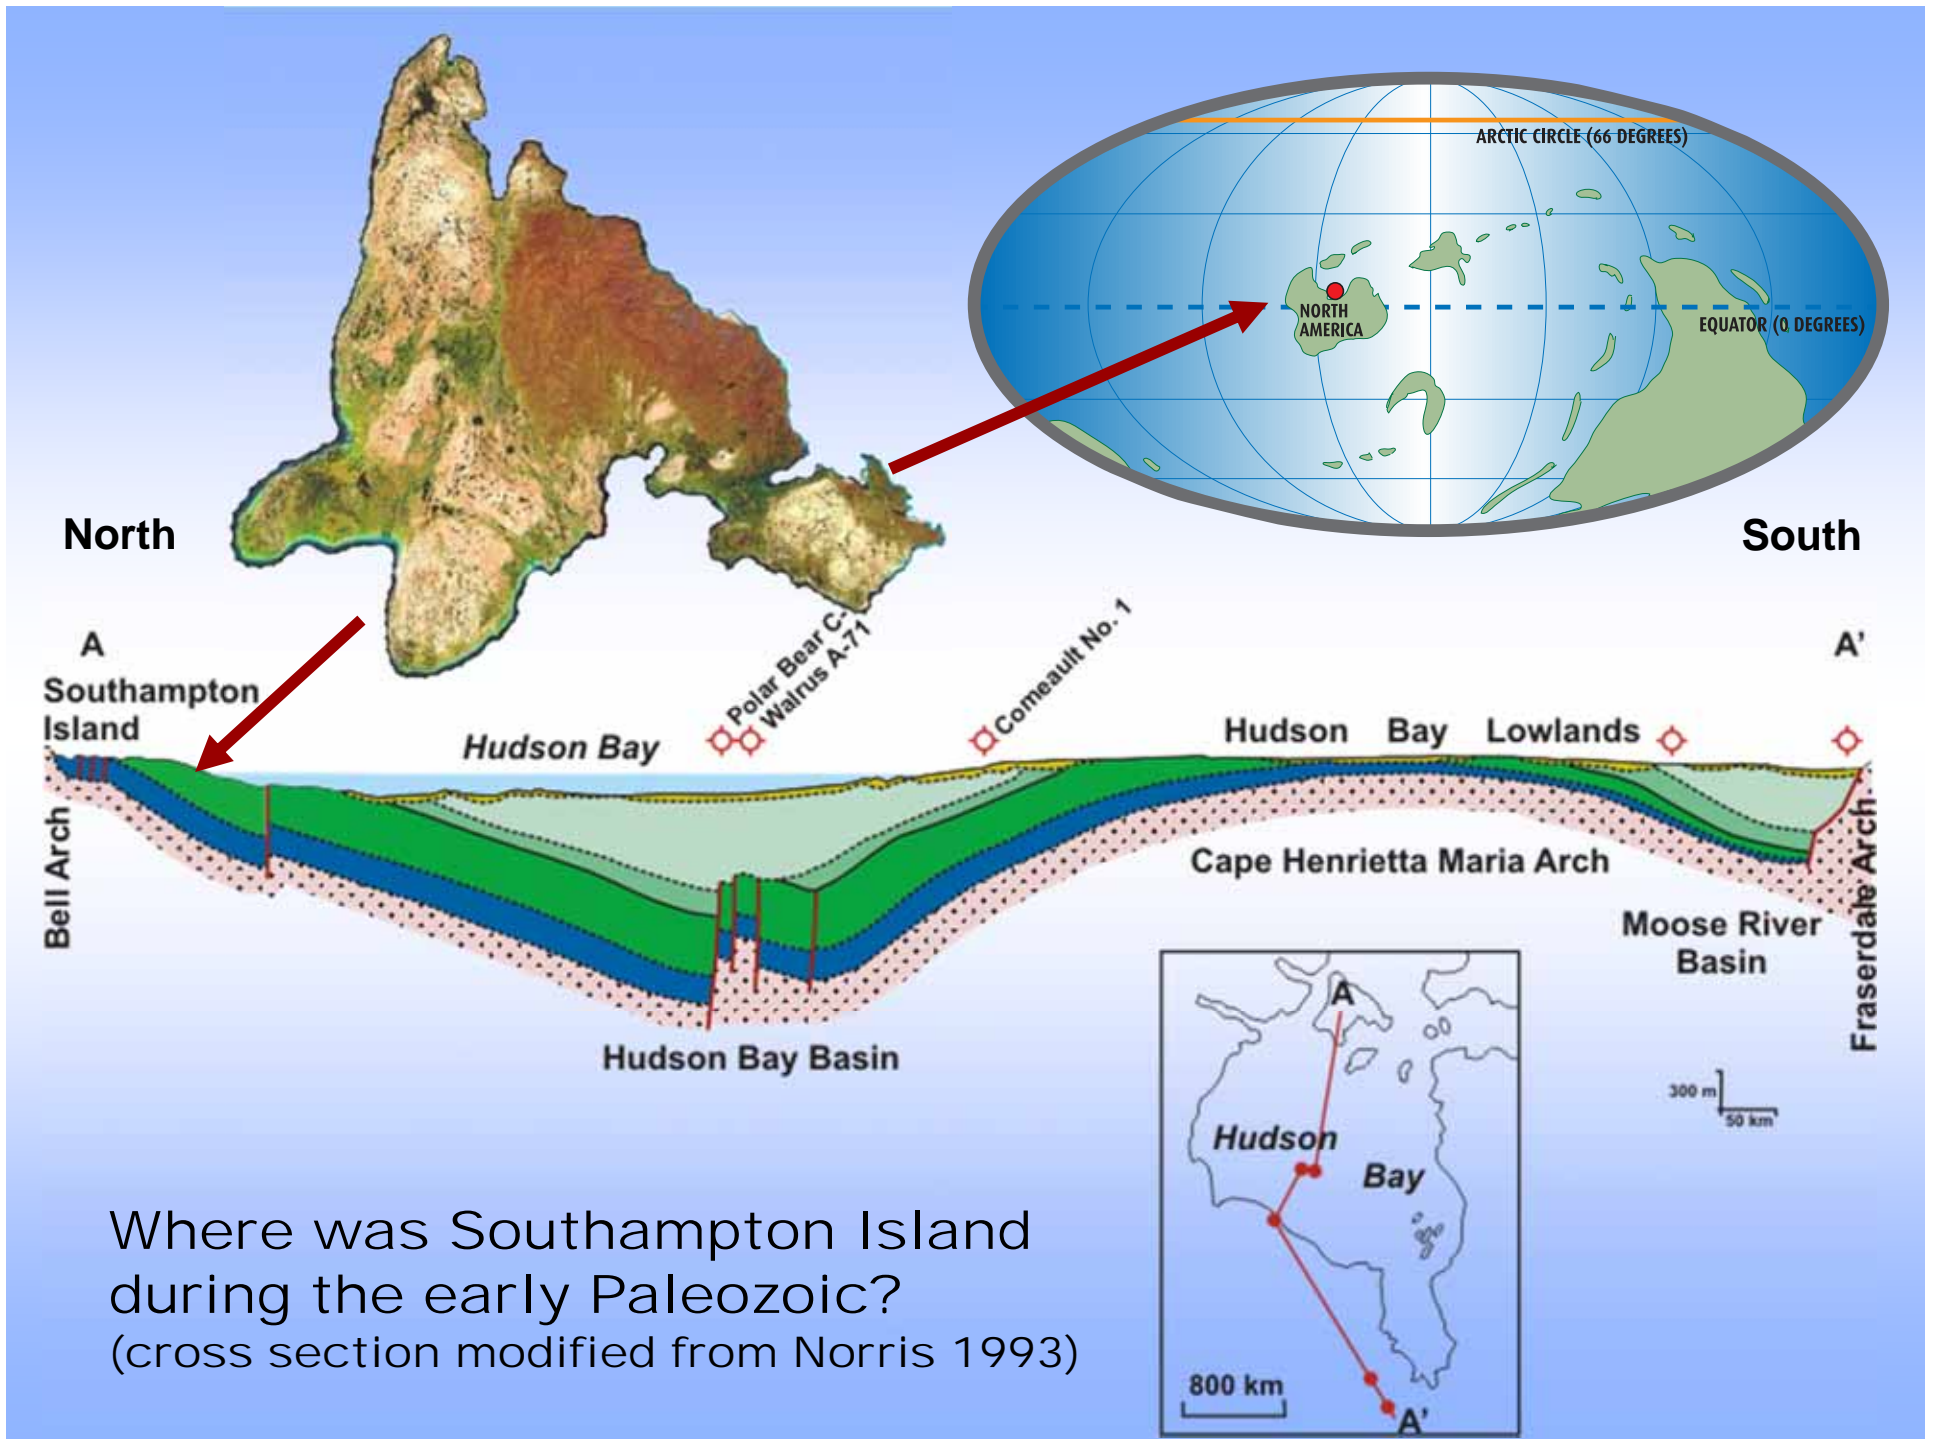 ARCTIC CIRCLE (66 DEGREES)
NORTH
AMERICA
EQUATOR (0 DEGREES)
North
South
A
A'
Southampton
Island
Hudson Bay
Polar Bear C-
Walrus A-71
Comeault No. 1
Hudson Bay Lowlands
Bell Arch
Cape Henrietta Maria Arch
Fraserdale Arch
Moose River
Basin
Hudson Bay Basin
A
Hudson
Bay
800 km
A'
300 m
50 km
Where was Southampton Island
during the early Paleozoic?
(cross section modified from Norris 1993)